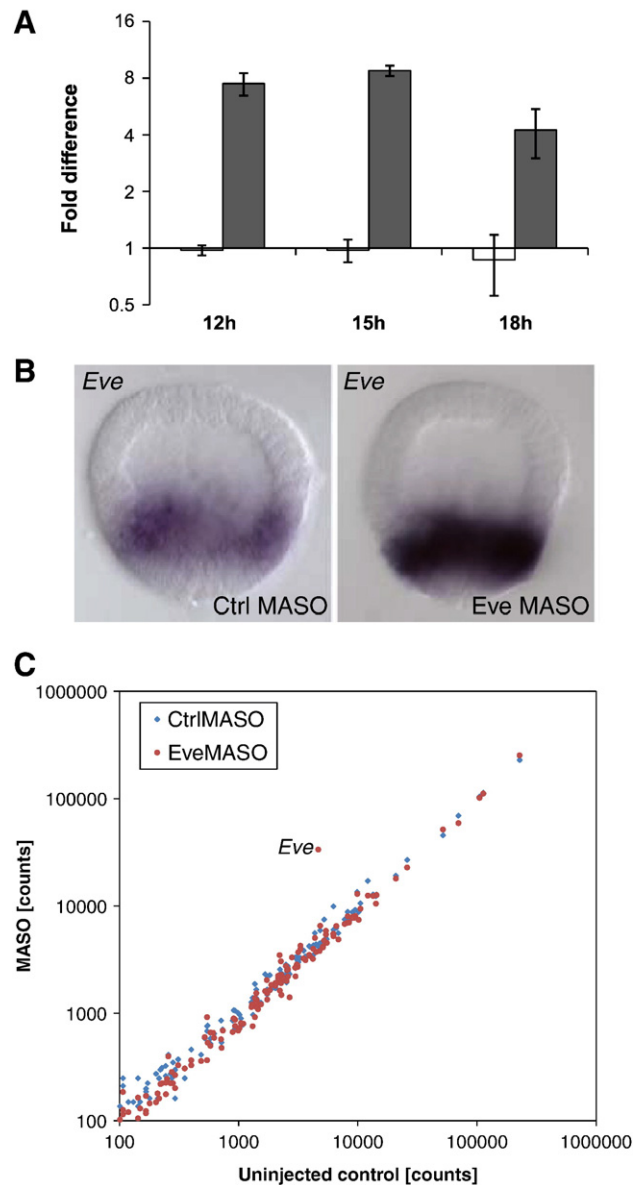 A
Fold difference
16
8
4
2
1
0.5
12h 15h 18h
B
Eve
Ctrl MASO
Eve
Eve MASO
C
MASO [counts]
1000000
100000
10000
1000
100
CtrlMASO
EveMASO
Eve
100 1000 10000 100000 1000000
Uninjected control [counts]